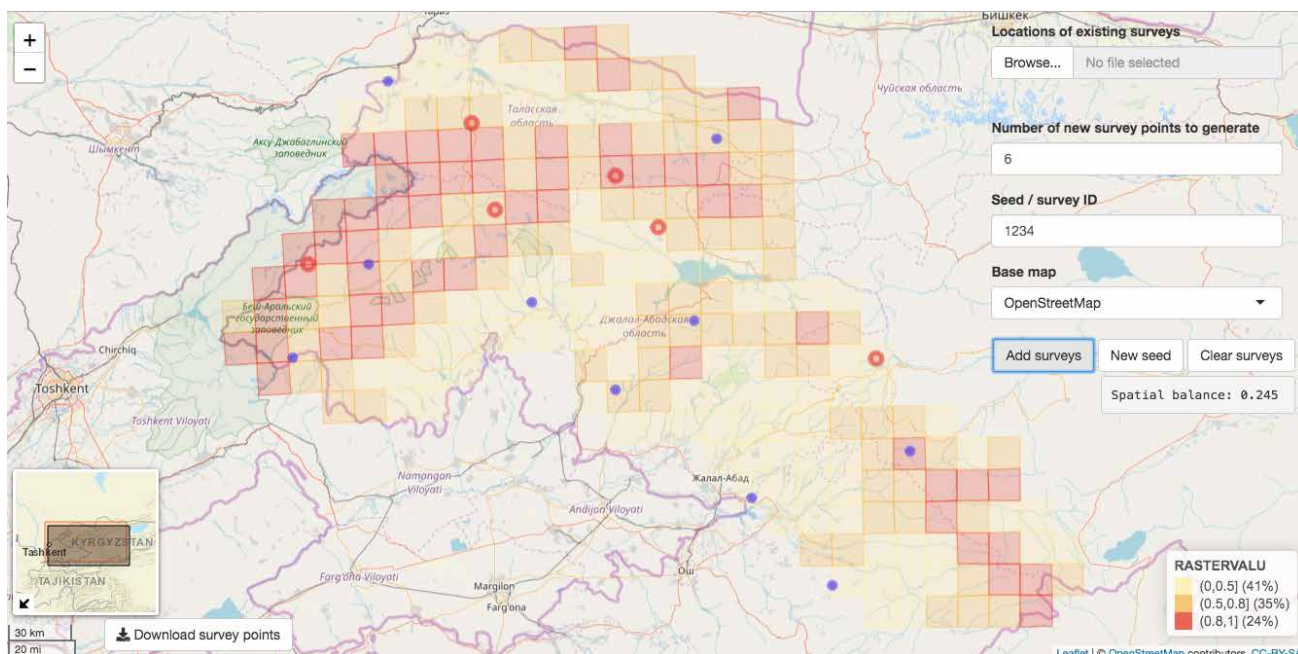 Тараз
Бишкек
+
−
Locations of existing surveys
Browse...
No file selected
Чуйская область
Таласская
область
Number of new survey points to generate
6
Шымкент
Аксу-Джабаглинский
заповедник
Seed / survey ID
1234
Base map
OpenStreetMap
Беш-Аральский
государственный
заповедник
Джалал-Абадская
область
Chirchiq
Add surveys
New seed
Clear surveys
Toshkent
Spatial balance: 0.245
Toshkent Viloyati
Namangan
Viloyati
Жалал-Абад
Andijon Viloyati
Tashkent
KYRGYZSTAN
TAJIKISTAN
Ош
Farg'ona Viloyati
Margilon
Farg'ona
RASTERVALU
(0,0.5] (41%)
(0.5,0.8] (35%)
(0.8,1] (24%)
30 km
20 mi
Download survey points
Leaflet | © OpenStreetMap contributors, CC-BY-SA